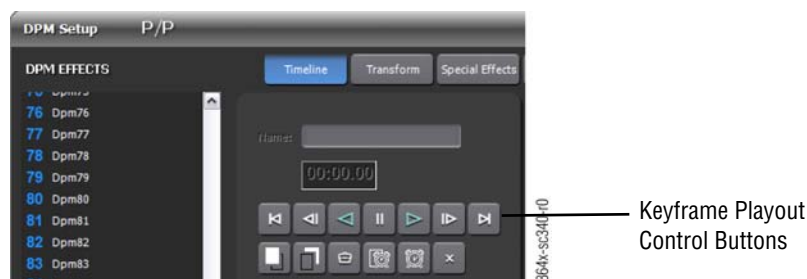 DPM Setup P/P
DPM EFFECTS
Timeline Transform Special Effects
76 Dpm76
77 Dpm77
78 Dpm78
79 Dpm79
80 Dpm80
81 Dpm81
82 Dpm82
83 Dpm83
Name:
00:00.00
Keyframe Playout
Control Buttons